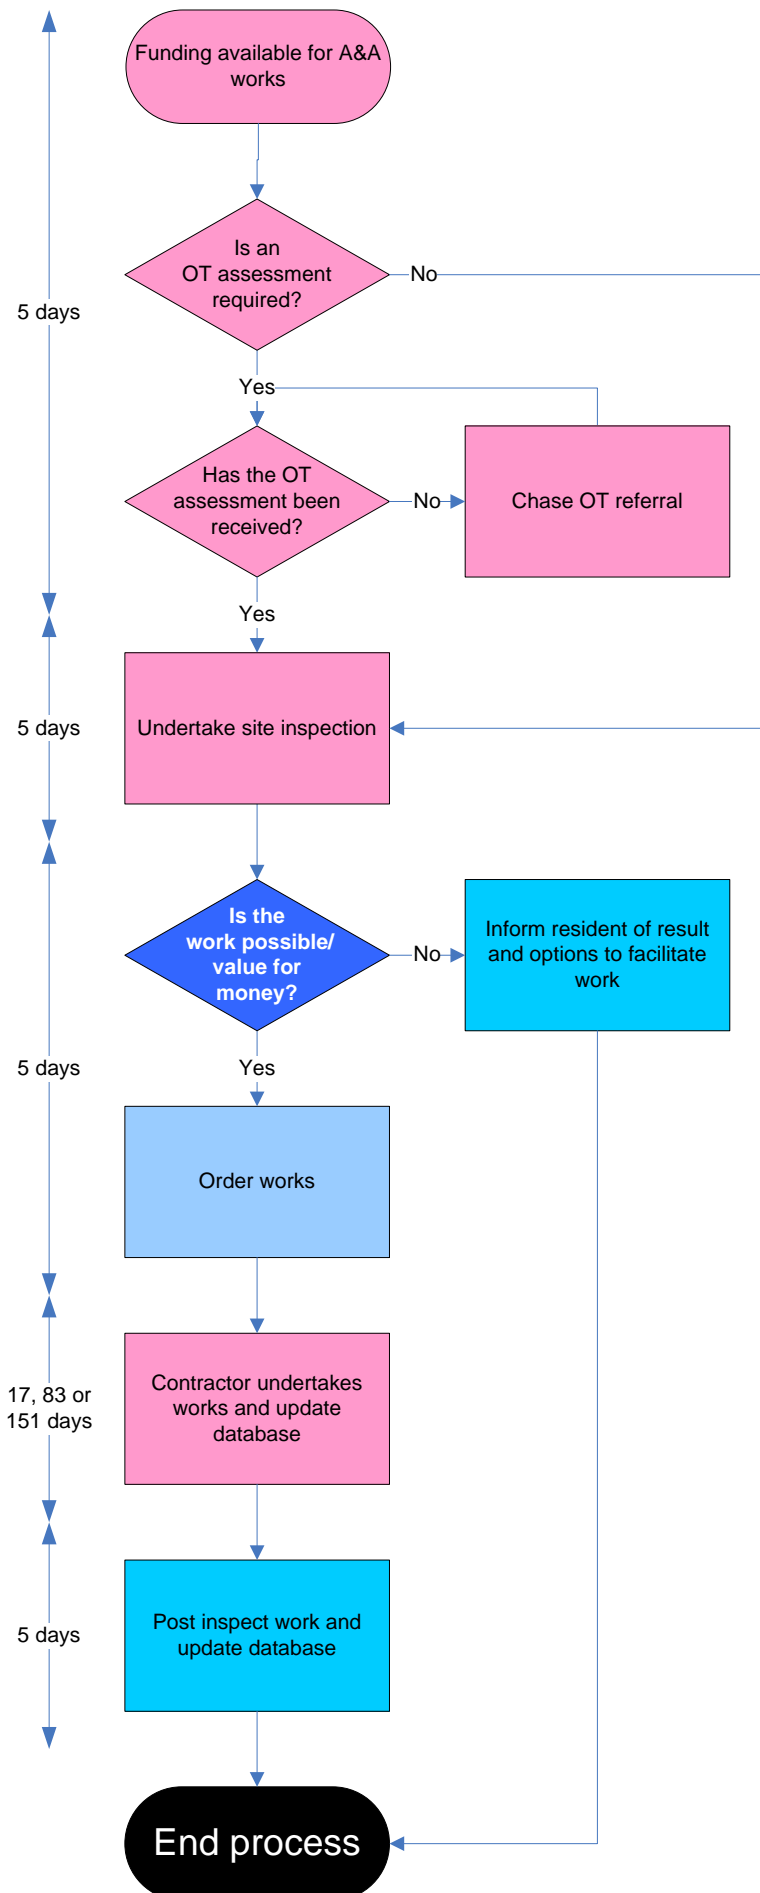 Funding available for A&A
works
Is an
OT assessment
required?
No
5 days
Yes
Has the OT
assessment been
received?
No
Chase OT referral
Yes
Undertake site inspection
5 days
Is the
work possible/
value for
money?
No
Inform resident of result
and options to facilitate
work
5 days
Yes
Order works
17, 83 or
151 days
Contractor undertakes
works and update
database
Post inspect work and
update database
5 days
End process